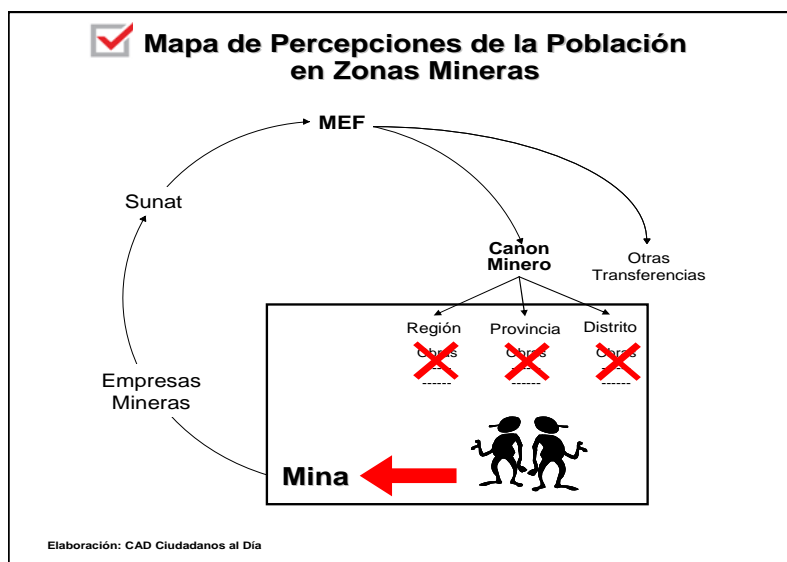 Mapa de Percepciones de la Población
en Zonas Mineras
MEF
Sunat
Canon
Minero
Otras
Transferencias
Región Provincia Distrito
Obras Obras Obras
----- ----- -----
------ ------ ------
Empresas
Mineras
Mina
Elaboración: CAD Ciudadanos al Día